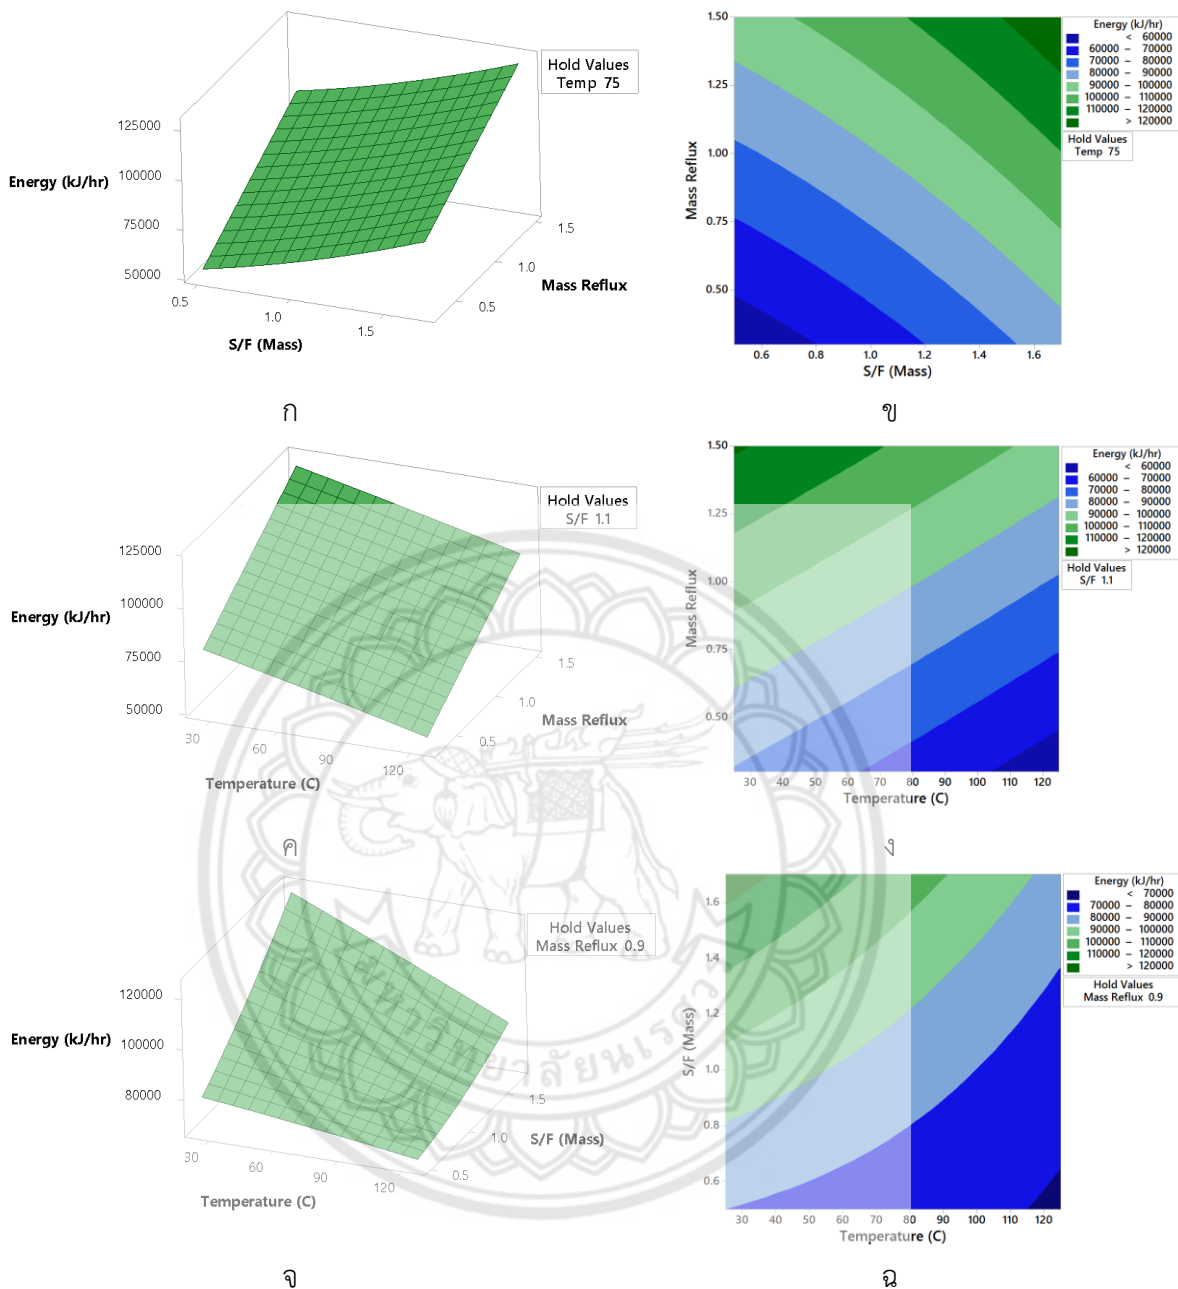 Hold Values
Temp 75
125000
100000
75000
50000
Energy (kJ/hr)
0.5
1.0
1.5
S/F (Mass)
0.5
1.0
1.5
Mass Reflux
ก
1.50
1.25
1.00
0.75
0.50
Mass Reflux
0.6 0.8 1.0 1.2 1.4 1.6
S/F (Mass)
Energy (kJ/hr)
< 60000
60000 – 70000
70000 – 80000
80000 – 90000
90000 – 100000
100000 – 110000
110000 – 120000
> 120000
Hold Values
Temp 75
ข
Hold Values
S/F 1.1
125000
100000
75000
50000
Energy (kJ/hr)
30
60
90
120
Temperature (C)
0.5
1.0
1.5
Mass Reflux
ค
1.50
1.25
1.00
0.75
0.50
Mass Reflux
30 40 50 60 70 80 90 100 110 120
Temperature (C)
Energy (kJ/hr)
< 60000
60000 – 70000
70000 – 80000
80000 – 90000
90000 – 100000
100000 – 110000
110000 – 120000
> 120000
Hold Values
S/F 1.1
ง
Hold Values
Mass Reflux 0.9
120000
100000
80000
Energy (kJ/hr)
30
60
90
120
Temperature (C)
0.5
1.0
1.5
S/F (Mass)
จ
1.6
1.4
1.2
1.0
0.8
0.6
S/F (Mass)
30 40 50 60 70 80 90 100 110 120
Temperature (C)
Energy (kJ/hr)
< 70000
70000 – 80000
80000 – 90000
90000 – 100000
100000 – 110000
110000 – 120000
> 120000
Hold Values
Mass Reflux 0.9
ฉ